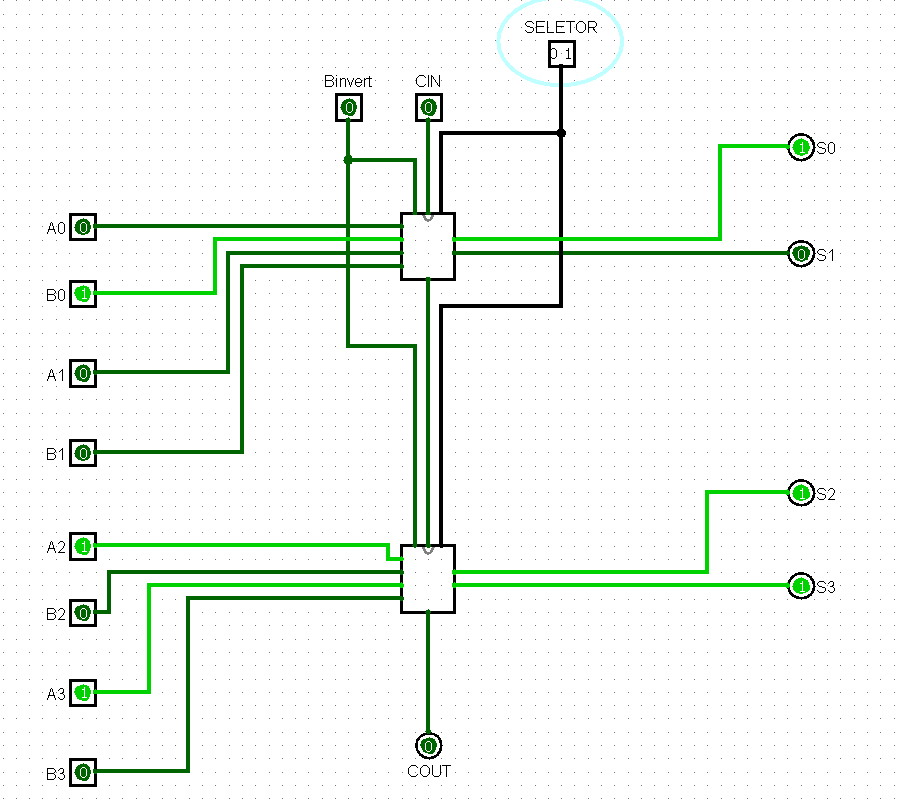 SELETOR
0 1
Binvert
CIN
0
0
1
S0
A0
0
0
S1
B0
1
A1
0
B1
0
1
S2
A2
1
1
S3
B2
0
A3
1
0
COUT
B3
0